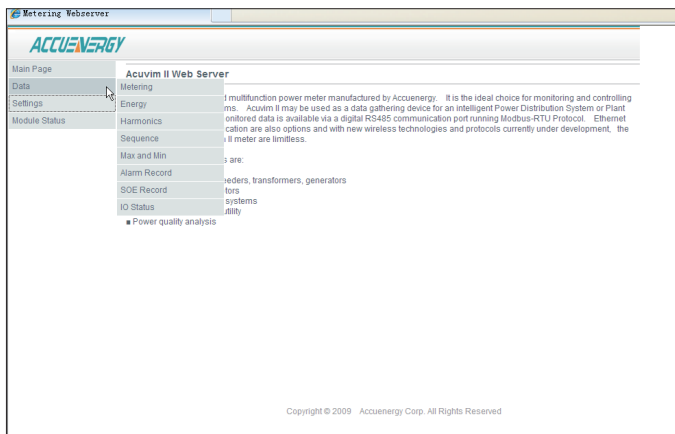 Metering Webserver
ACCUENERGY
Main Page
Data
Settings
Module Status
Acuvim II Web Server
Metering
Energy
Harmonics
Sequence
Max and Min
Alarm Record
SOE Record
IO Status
d multifunction power meter manufactured by Accuenergy. It is the ideal choice for monitoring and controlling
ms. Acuvim II may be used as a data gathering device for an intelligent Power Distribution System or Plant
onitored data is available via a digital RS485 communication port running Modbus-RTU Protocol. Ethernet
cation are also options and with new wireless technologies and protocols currently under development, the
II meter are limitless.
s are:
eeders, transformers, generators
tors
systems
utility
■ Power quality analysis
Copyright © 2009 Accuenergy Corp. All Rights Reserved